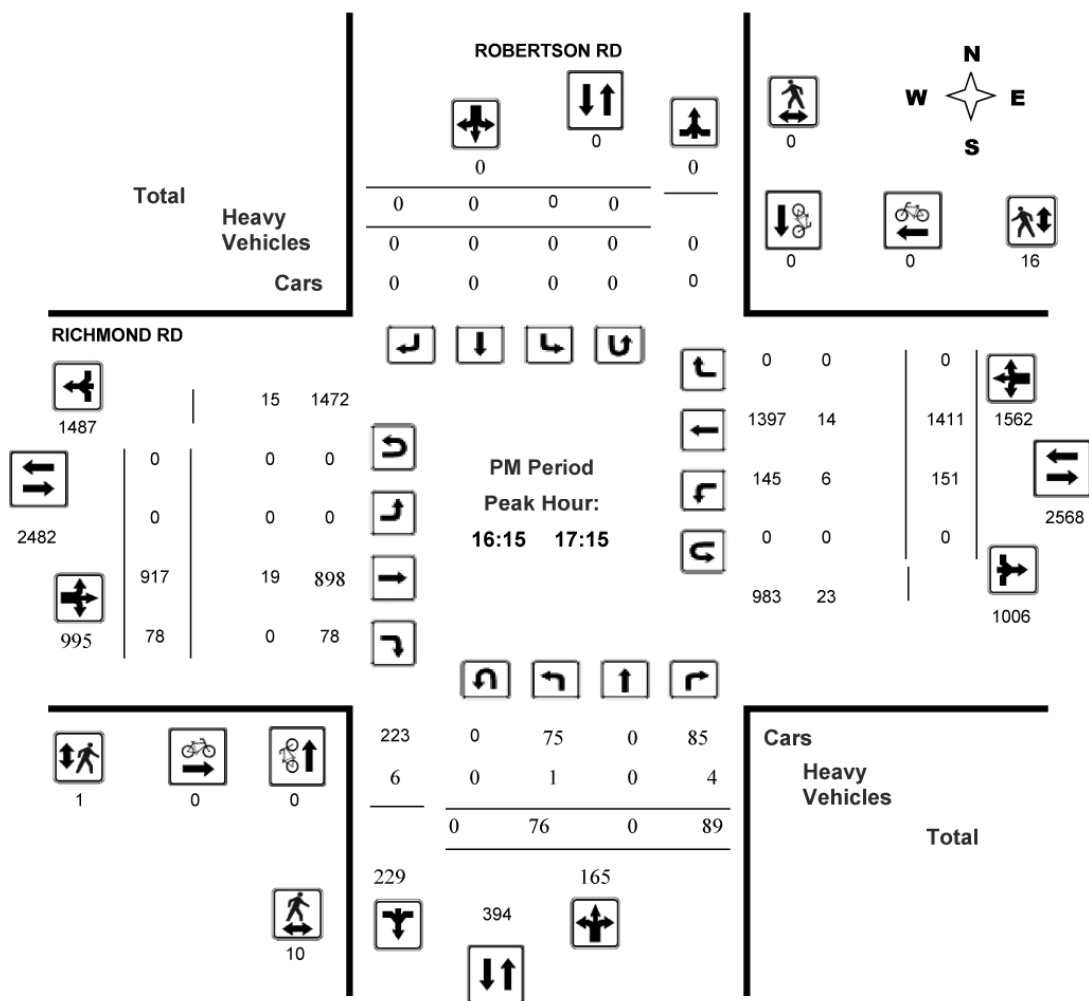 ROBERTSON RD
N
W E
S
0
0 0
0
Total 0 0 0 0
Heavy
Vehicles 0 0 0 0 0
Cars 0 0 0 0 0
0 0 16
RICHMOND RD
1487 15 1472
0 0 0
2482 0 0 0
917 19 898
995 78 0 78
PM Period
Peak Hour:
16:15 17:15
0 0 0
1397 14 1411 1562
145 6 151
2568
0 0 0
983 23 1006
223 0 75 0 85
6 0 1 0 4
0 76 0 89
229 165
394
Cars
Heavy
Vehicles
Total
1 0 0
10